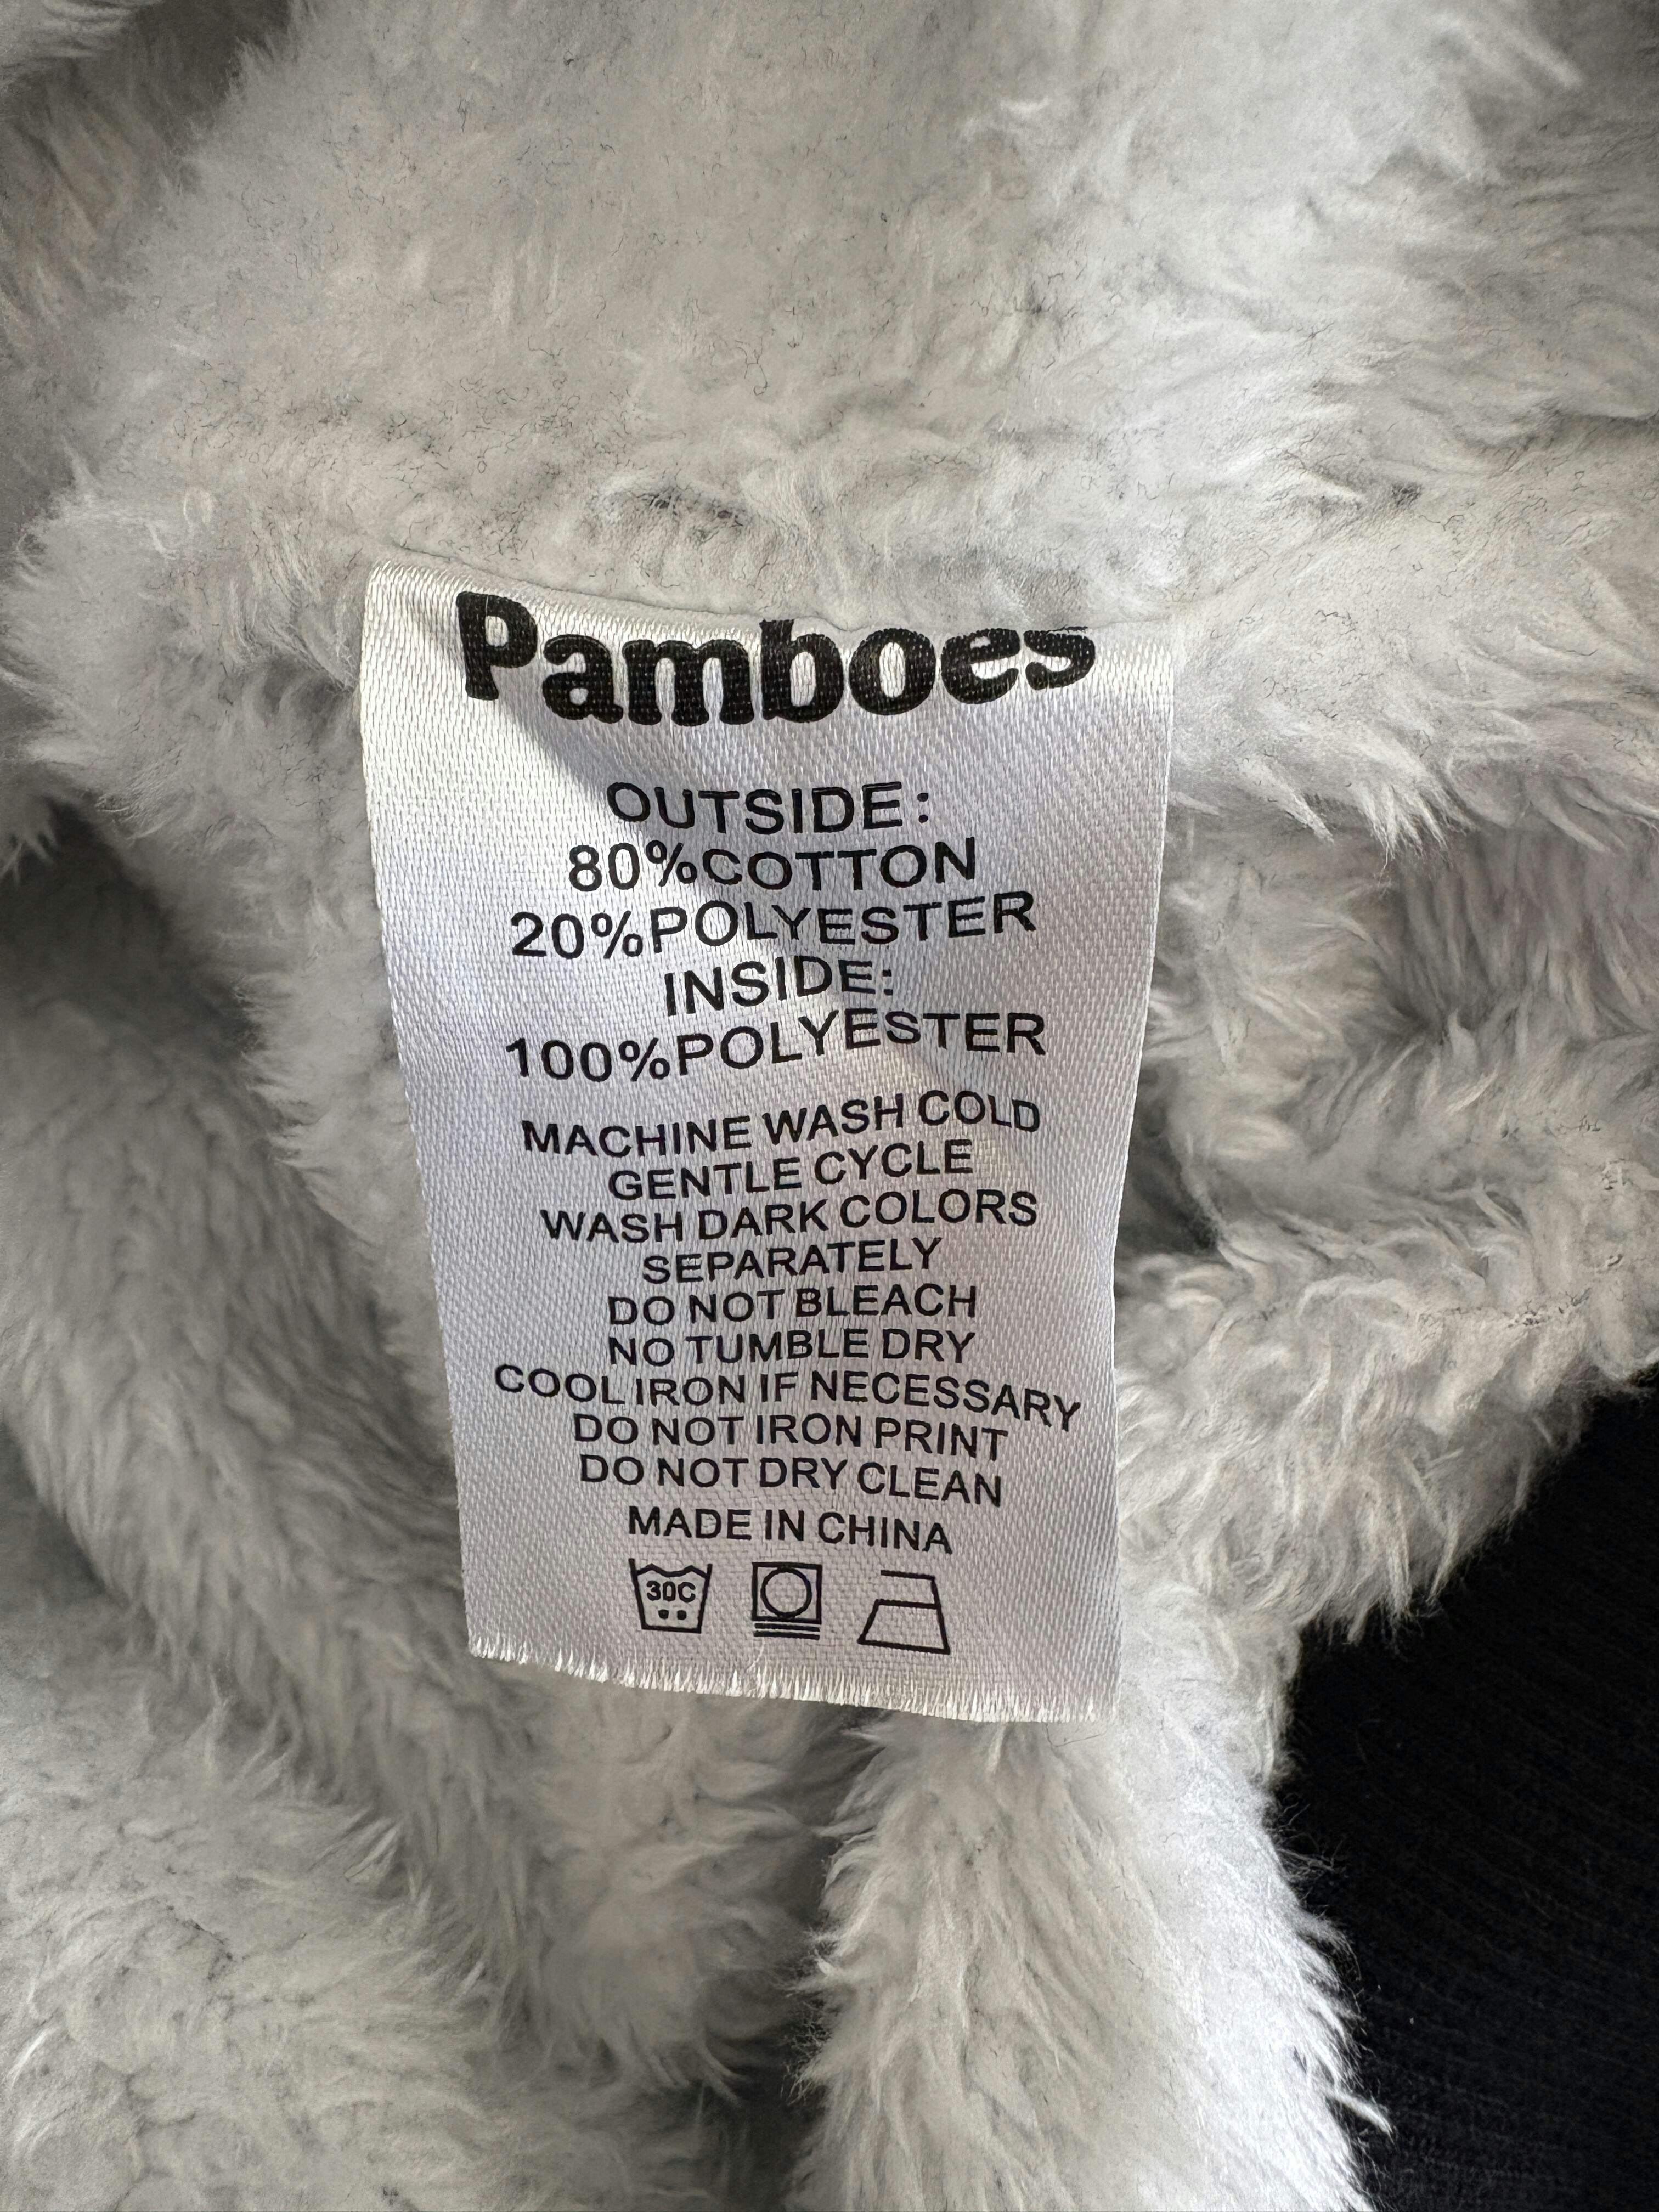 Pamboes
OUTSIDE:
80%COTTON
20%POLYESTER
INSIDE:
100%POLYESTER
MACHINE WASH COLD
GENTLE CYCLE
WASH DARK COLORS
SEPARATELY
DO NOT BLEACH
NO TUMBLE DRY
COOL IRON IF NECESSARY
DO NOT IRON PRINT
DO NOT DRY CLEAN
MADE IN CHINA
30C